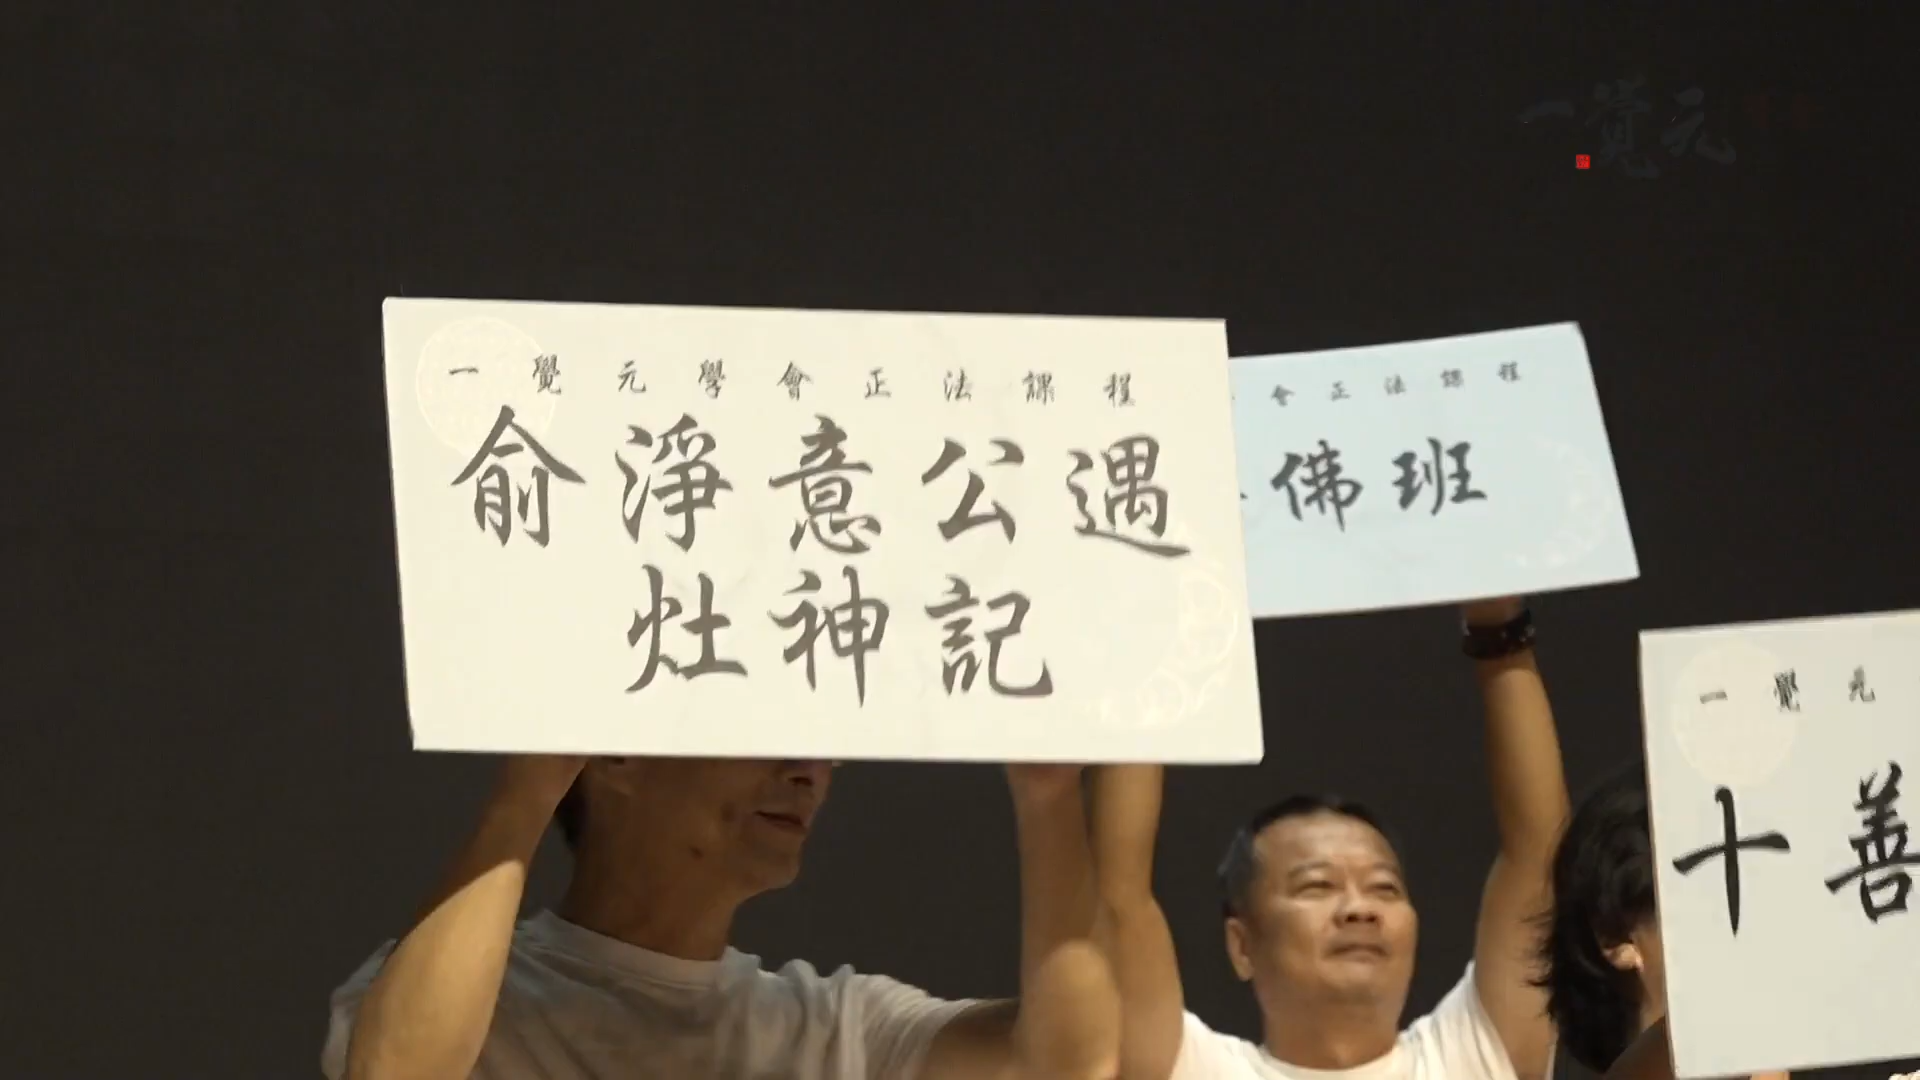 一覺元
一覺元學會正法課程
俞淨意公遇
灶神記
會正法課程
佛班
一覺元
十善